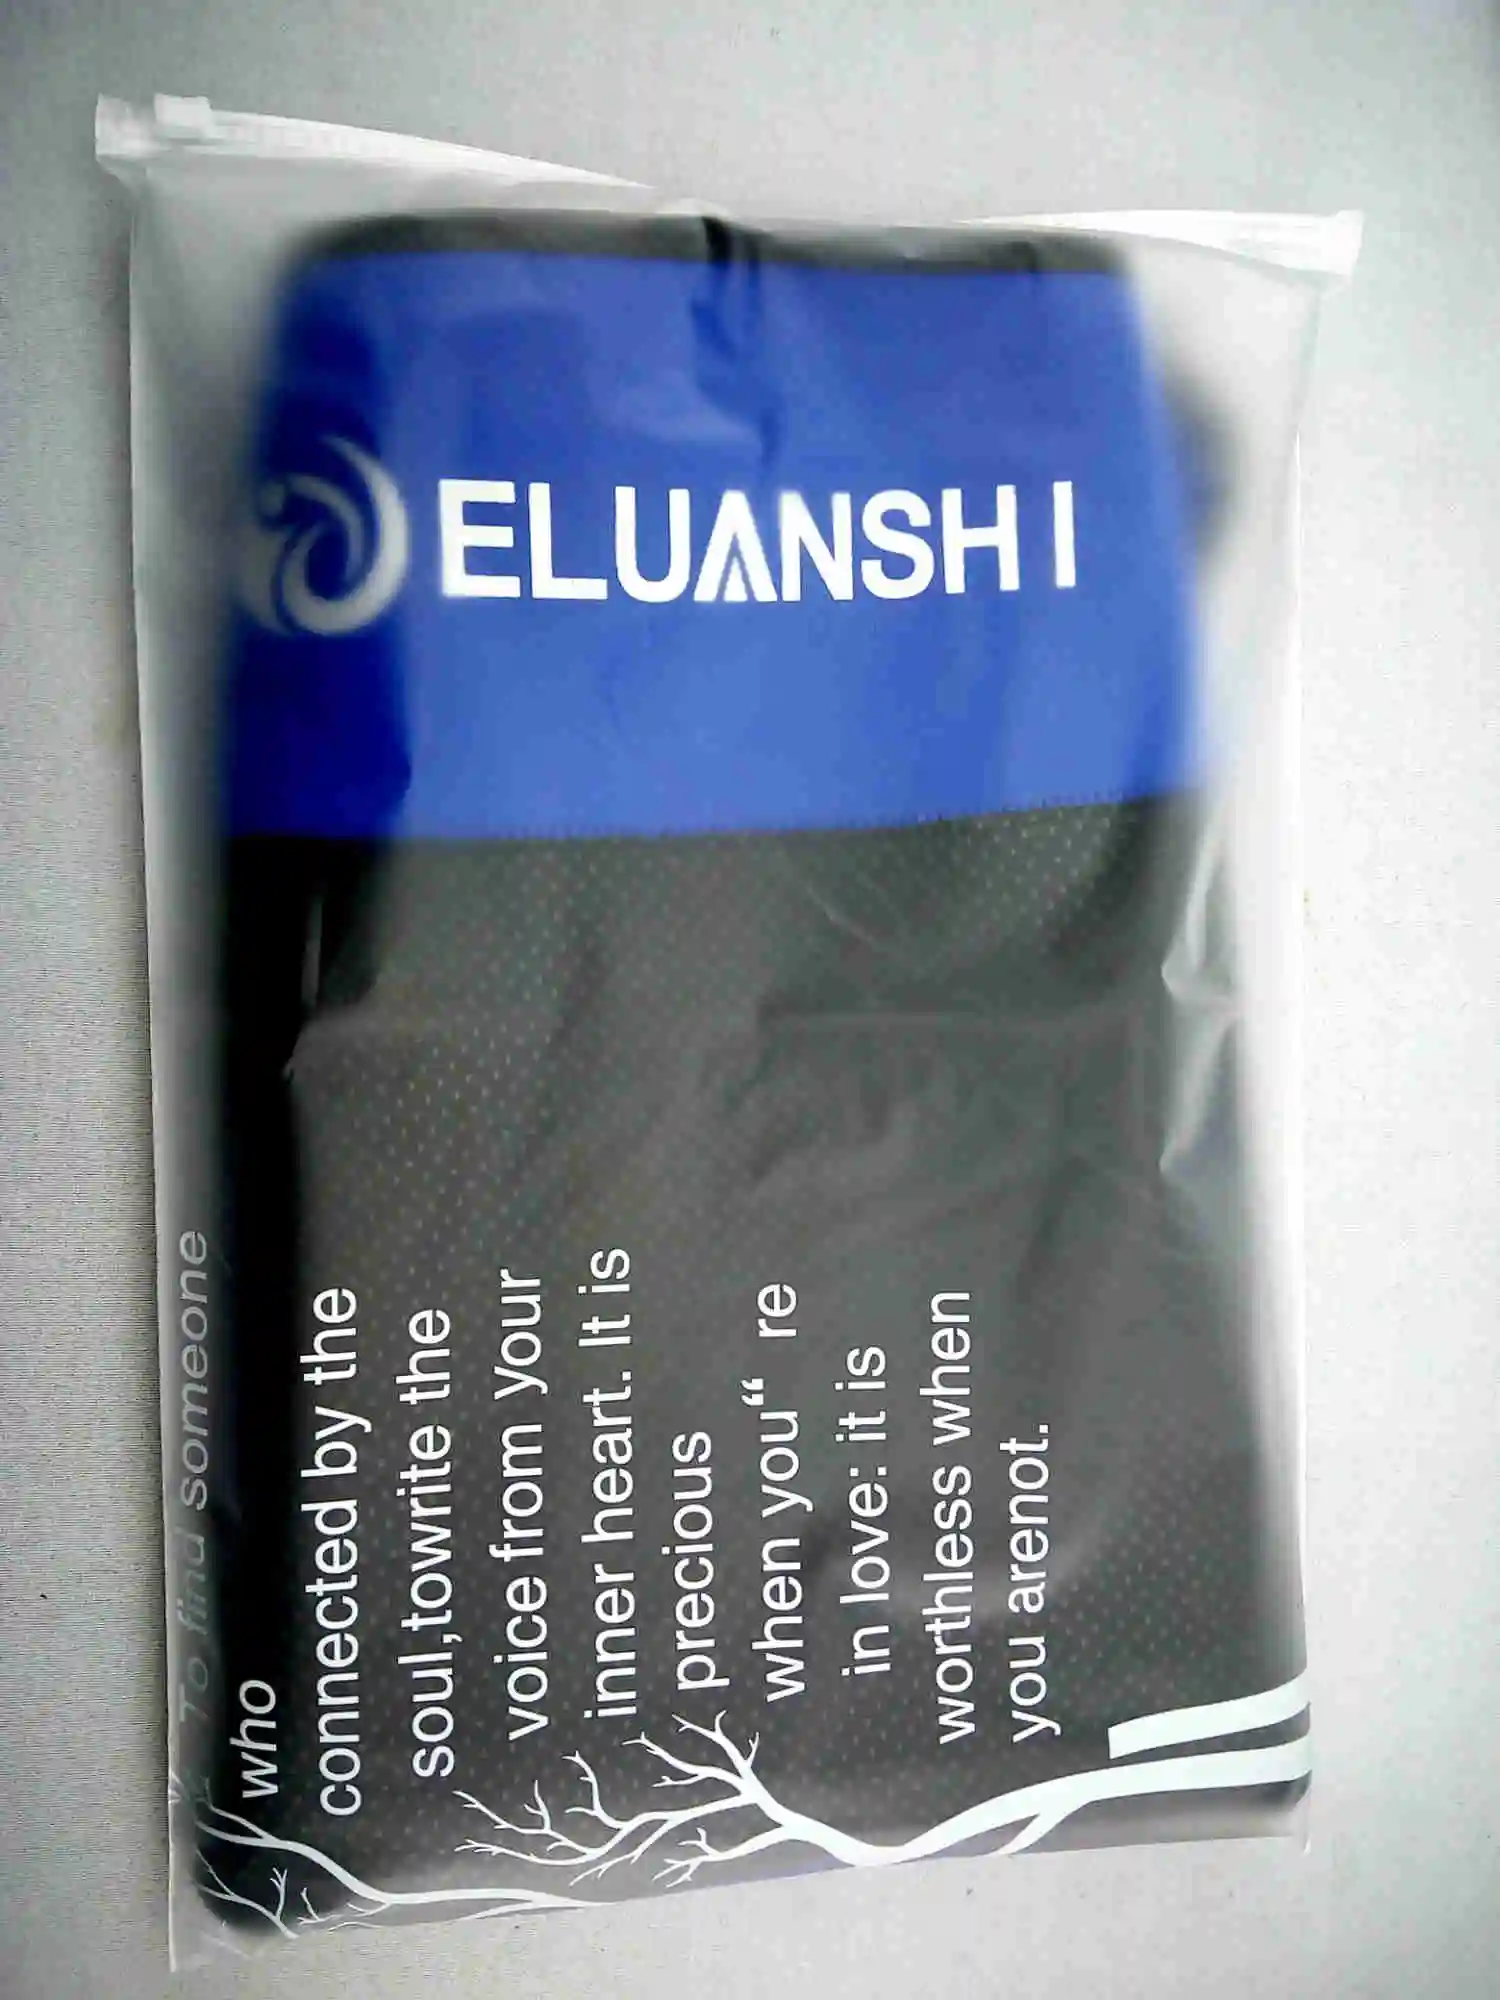 ELUANSHI
To find someone
who
connected by the
soul,towrite the
voice from your
inner heart. It is
precious
when you“ re
in love: it is
worthless when
you arenot.